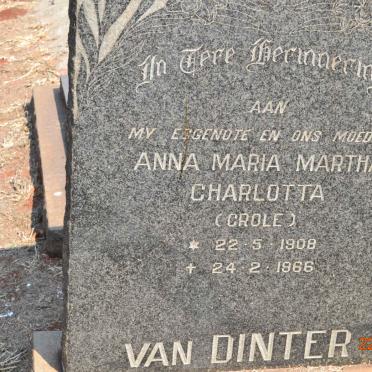 In Tere Herinnering
AAN
MY EGGENOTE EN ONS MOED
ANNA MARIA MARTHA
CHARLOTTA
(CROLE)
* 22-5-1908
+ 24-2-1966
VAN DINTER